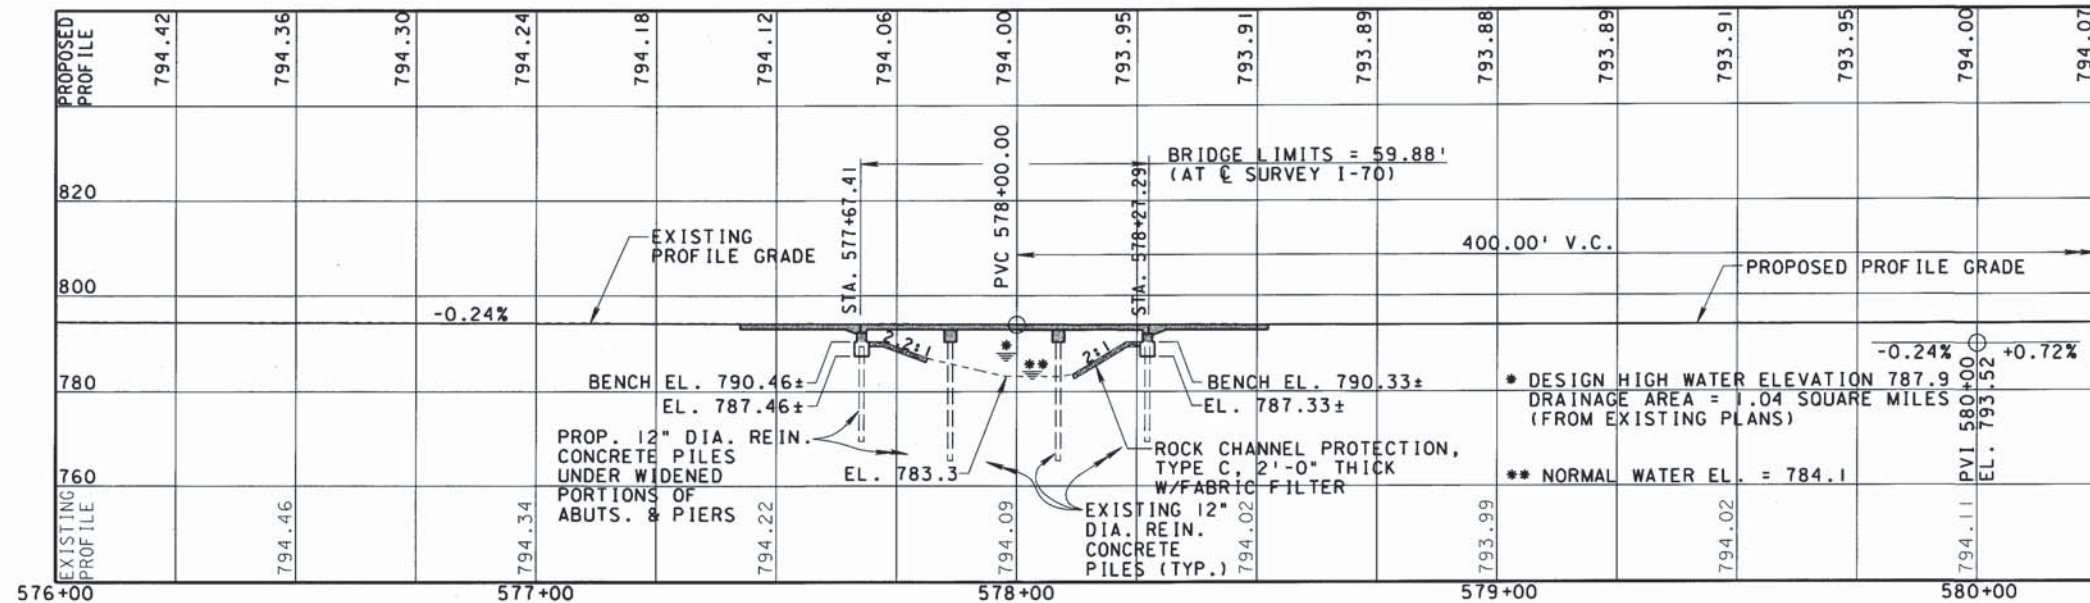 PROPOSED
PROFILE
794.42
794.36
794.30
794.24
794.18
794.12
794.06
794.00
793.95
793.91
793.89
793.88
793.89
793.91
793.95
794.00
794.07
820
800
780
760
EXISTING
PROFILE GRADE
-0.24%
STA. 577+67.41
PVC 578+00.00
STA. 578+27.29
BRIDGE LIMITS = 59.88'
(AT ℄ SURVEY I-70)
400.00' V.C.
PROPOSED PROFILE GRADE
2.2:1
*
**
2:1
BENCH EL. 790.46±
EL. 787.46±
BENCH EL. 790.33±
EL. 787.33±
PROP. 12" DIA. REIN.
CONCRETE PILES
UNDER WIDENED
PORTIONS OF
ABUTS. & PIERS
EL. 783.3
ROCK CHANNEL PROTECTION,
TYPE C, 2'-0" THICK
W/FABRIC FILTER
EXISTING 12"
DIA. REIN.
CONCRETE
PILES (TYP.)
* DESIGN HIGH WATER ELEVATION 787.9
DRAINAGE AREA = 1.04 SQUARE MILES
(FROM EXISTING PLANS)
** NORMAL WATER EL. = 784.1
-0.24%
+0.72%
PVI 580+00
EL. 793.52
EXISTING
PROFILE
794.46
794.34
794.22
794.09
794.02
793.99
794.02
794.11
576+00
577+00
578+00
579+00
580+00